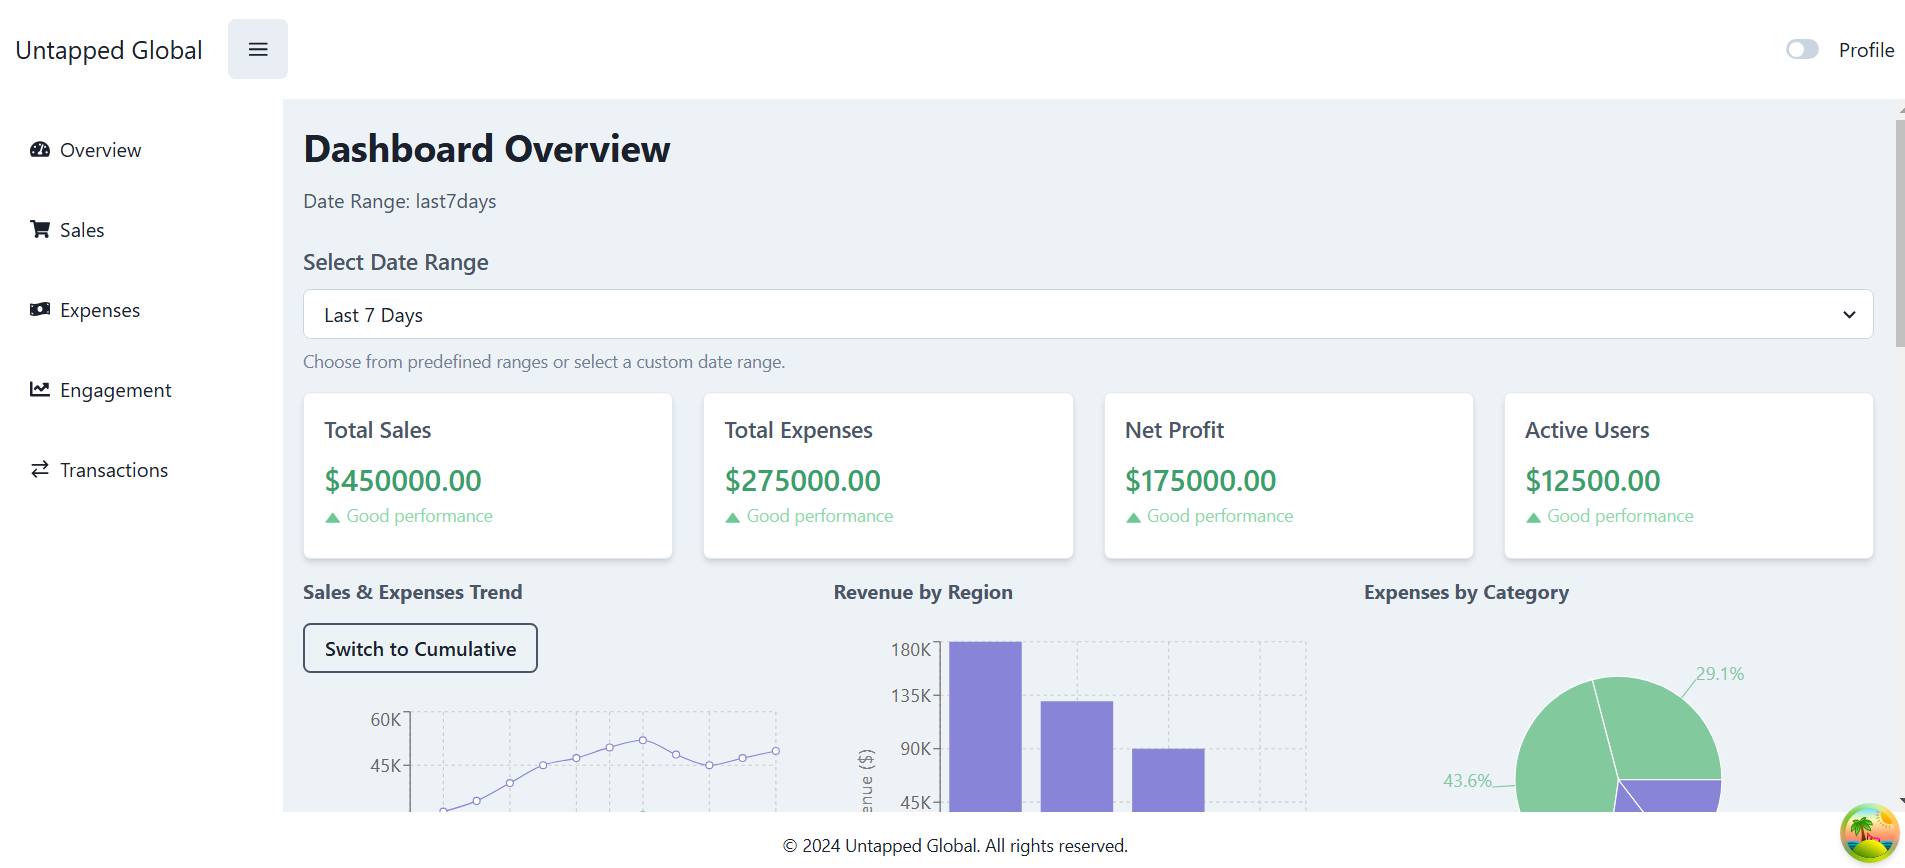 Untapped Global
Profile
Overview
Sales
Expenses
Engagement
Transactions
Dashboard Overview
Date Range: last7days
Select Date Range
Last 7 Days
Choose from predefined ranges or select a custom date range.
Total Sales
$450000.00
Good performance
Total Expenses
$275000.00
Good performance
Net Profit
$175000.00
Good performance
Active Users
$12500.00
Good performance
Sales & Expenses Trend
Switch to Cumulative
60K
45K
Revenue by Region
180K
135K
90K
45K
enue ($)
Expenses by Category
29.1%
43.6%
© 2024 Untapped Global. All rights reserved.